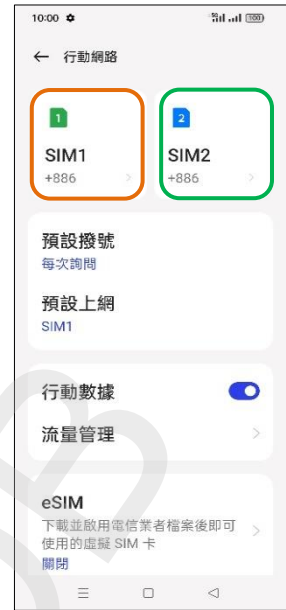 10:00
5G
100
← 行動網路
1
2
SIM1
SIM2
+886
+886
預設撥號
每次詢問
預設上網
SIM1
行動數據
流量管理
eSIM
下載並啟用電信業者檔案後即可
使用的虛擬 SIM 卡
關閉